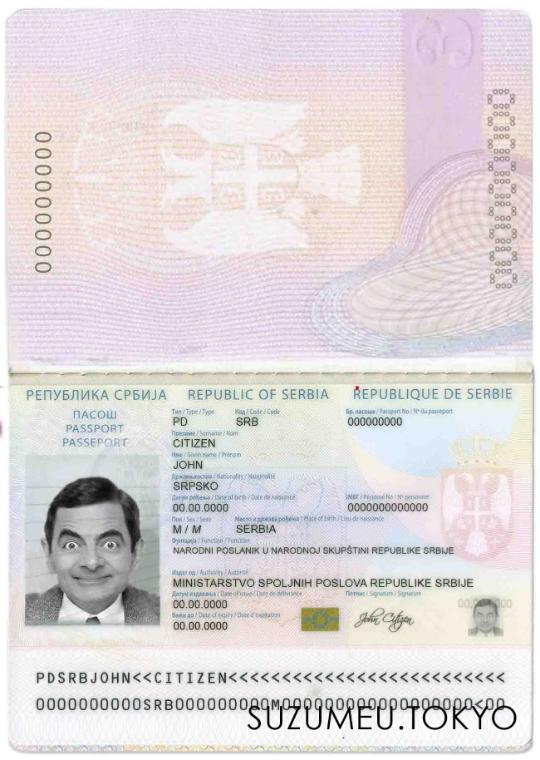 000000000
000000000
РЕПУБЛИКА СРБИЈА REPUBLIC OF SERBIA REPUBLIQUE DE SERBIE
ПАСОШ
PASSPORT
PASSEPORT
Тип / Type / Type Код / Code / Code Бр. пасоша / Passport No / Nº du passeport
PD SRB 000000000
Презиме / Surname / Nom
CITIZEN
Име / Given name / Prénom
JOHN
Држављанство / Nationality / Nationalité
SRPSKO
Датум рођења / Date of birth / Date de naissance ЈМБГ / Personal No / Nº personnel
00.00.0000 0000000000000
Пол / Sex / Sexe Место и држава рођења / Place of birth / Lieu de naissance
M / M SERBIA
Функција / Function / Function
NARODNI POSLANIK U NARODNOJ SKUPŠTINI REPUBLIKE SRBIJE
Издат од / Authority / Autorité
MINISTARSTVO SPOLJNIH POSLOVA REPUBLIKE SRBIJE
Датум издавања / Date of issue / Date de délivrance Потпис / Signature / Signature
00.00.0000 John Citizen
Важи до / Date of expiry / Date d'expiration
00.00.0000
PDSRBJOHN<<CITIZEN<<<<<<<<<<<<<<<<<<<<<<<<<<
0000000000SRB000000000M000000000000000000<00
SUZUMEU.TOKYO